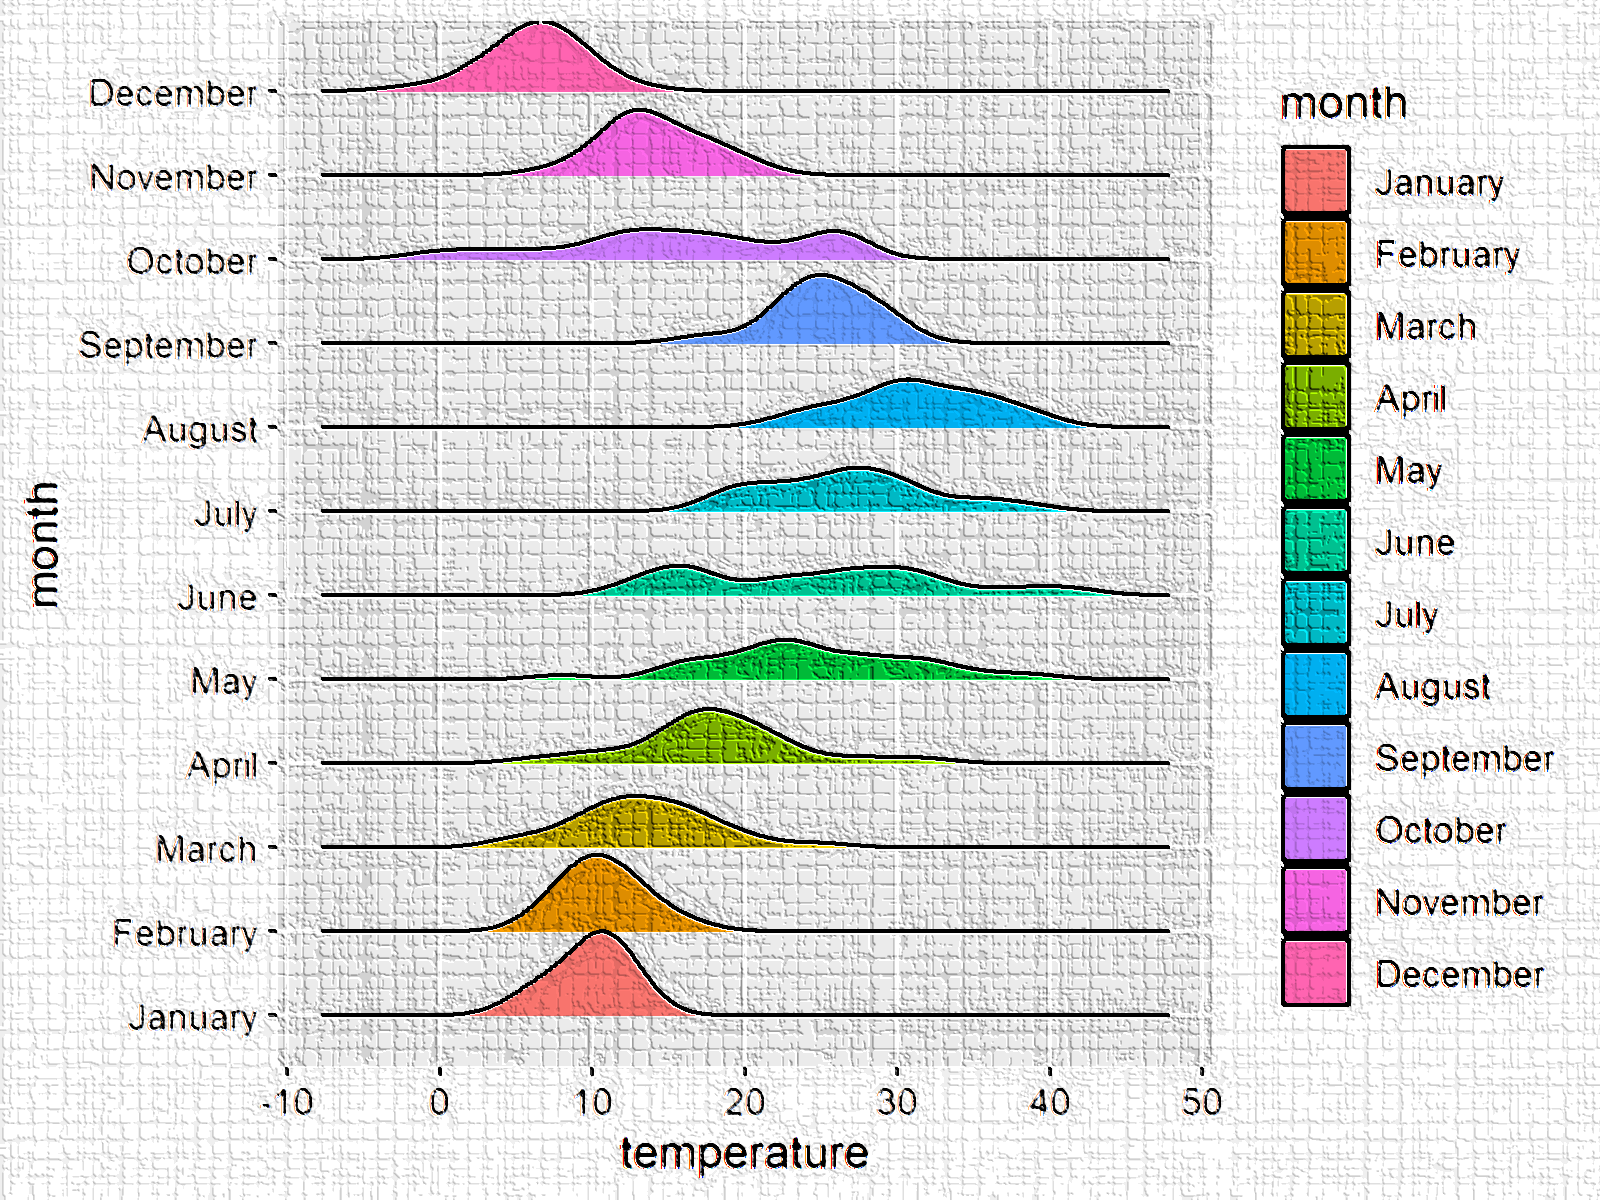 December
November
October
September
August
July
June
May
April
March
February
January
month
-10 0 10 20 30 40 50
temperature
month
January
February
March
April
May
June
July
August
September
October
November
December